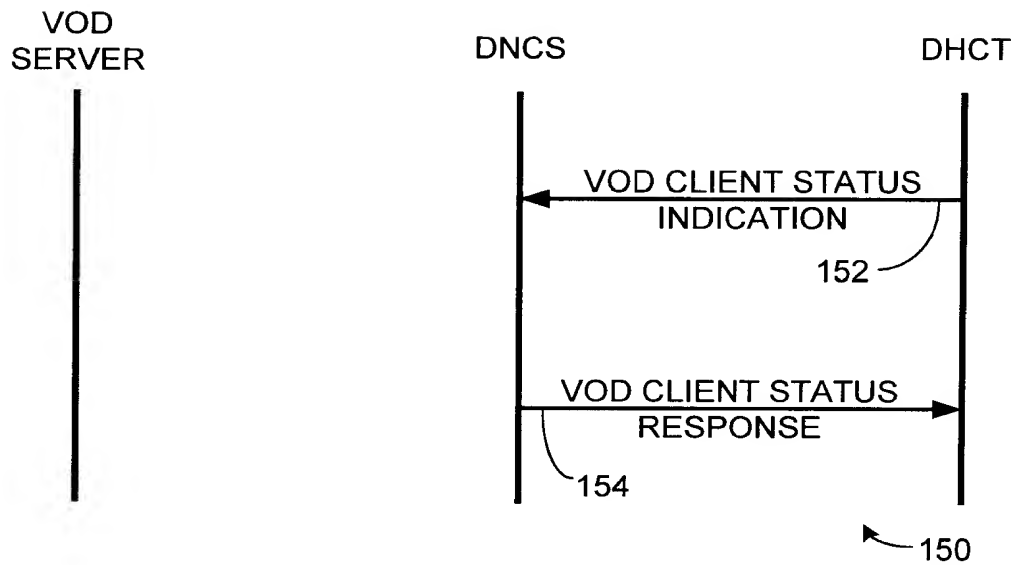 VOD
SERVER
DNCS
DHCT
VOD CLIENT STATUS
INDICATION
152
VOD CLIENT STATUS
RESPONSE
154
150